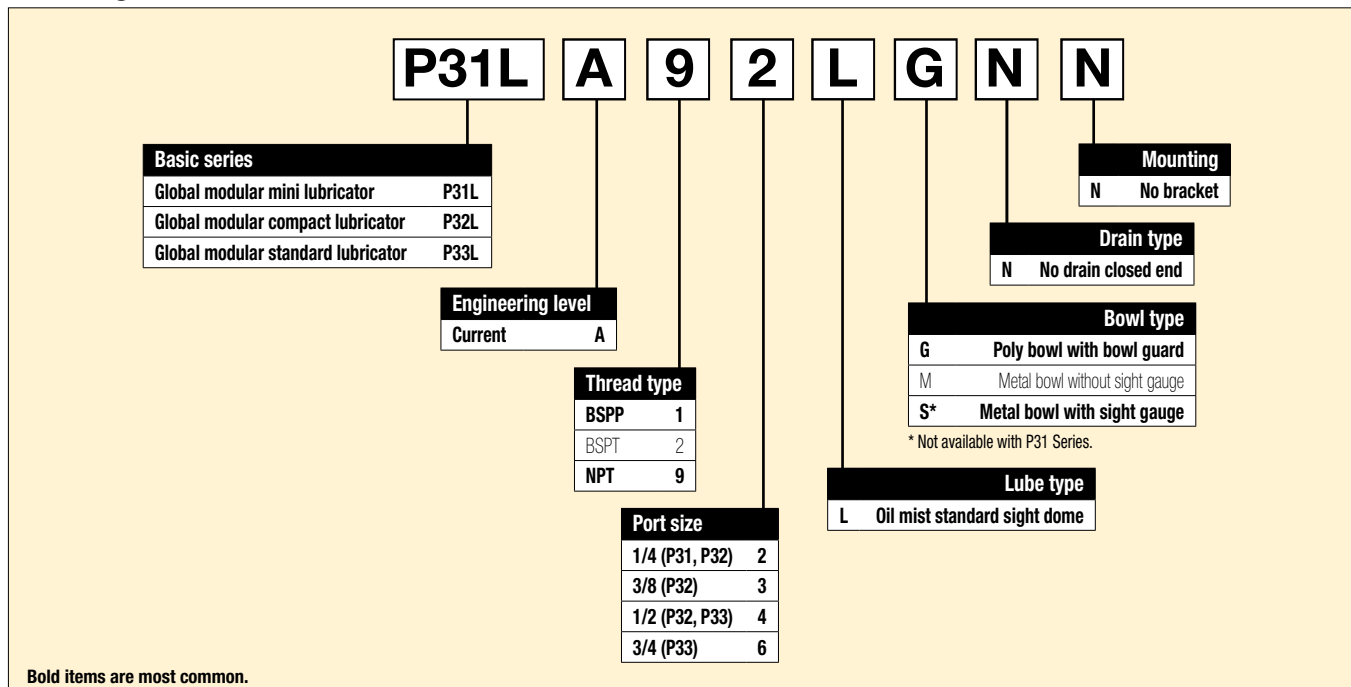 P31L A 9 2 L G N N
Basic series
Global modular mini lubricator P31L
Global modular compact lubricator P32L
Global modular standard lubricator P33L
Engineering level
Current A
Thread type
BSPP 1
BSPT 2
NPT 9
Port size
1/4 (P31, P32) 2
3/8 (P32) 3
1/2 (P32, P33) 4
3/4 (P33) 6
Mounting
N No bracket
Drain type
N No drain closed end
Bowl type
G Poly bowl with bowl guard
M Metal bowl without sight gauge
S* Metal bowl with sight gauge
* Not available with P31 Series.
Lube type
L Oil mist standard sight dome
Bold items are most common.